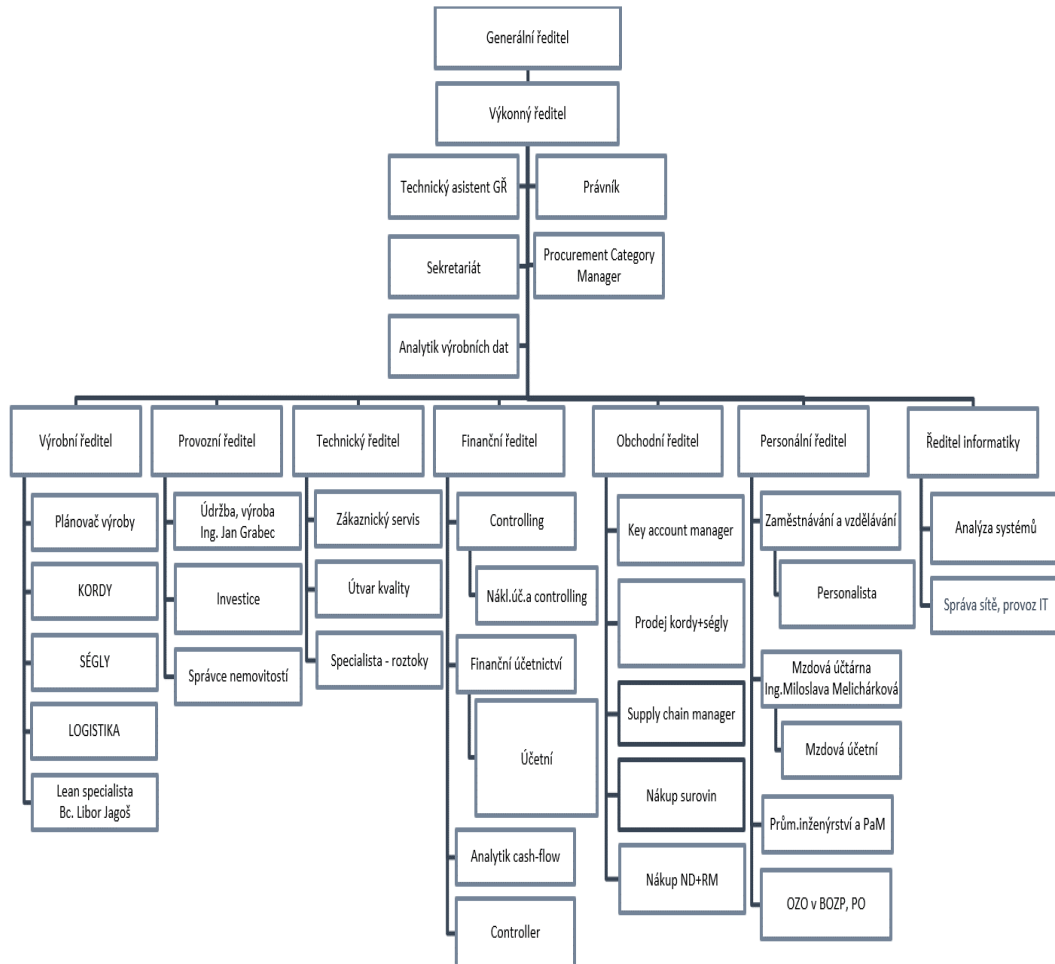 Generální ředitel
Výkonný ředitel
Technický asistent GŘ
Právník
Sekretariát
Procurement Category
Manager
Analytik výrobních dat
Výrobní ředitel
Provozní ředitel
Technický ředitel
Finanční ředitel
Obchodní ředitel
Personální ředitel
Ředitel informatiky
Plánovač výroby
KORDY
SÉGLY
LOGISTIKA
Lean specialista
Bc. Libor Jagoš
Údržba, výroba
Ing. Jan Grabec
Investice
Správce nemovitostí
Zákaznický servis
Útvar kvality
Specialista - roztoky
Controlling
Nákl.úč.a controlling
Finanční účetnictví
Účetní
Analytik cash-flow
Controller
Key account manager
Prodej kordy+ségly
Supply chain manager
Nákup surovin
Nákup ND+RM
Zaměstnávání a vzdělávání
Personalista
Mzdová účtárna
Ing.Miloslava Melichárková
Mzdová účetní
Prům.inženýrství a PaM
OZO v BOZP, PO
Analýza systémů
Správa sítě, provoz IT